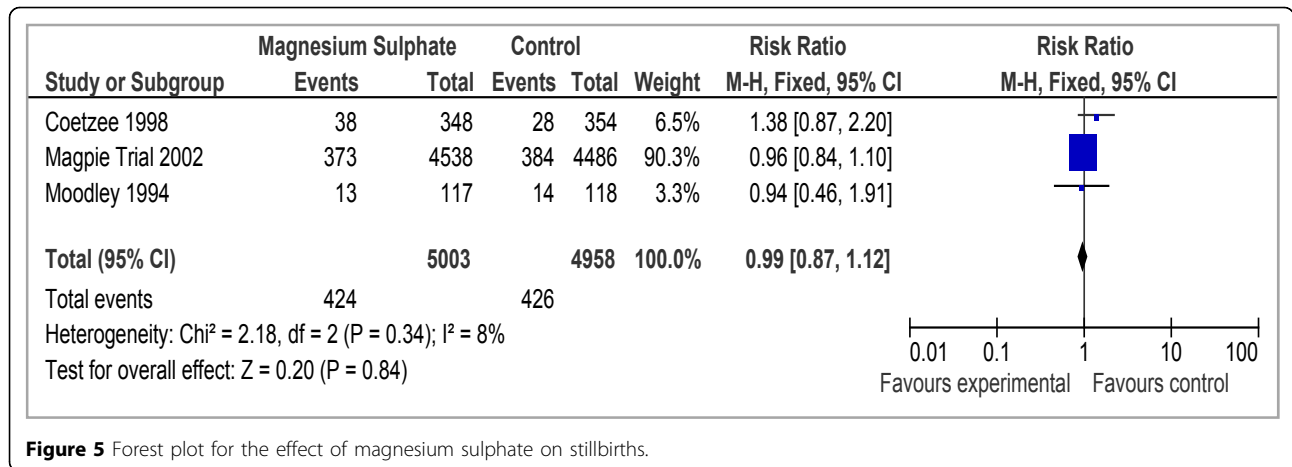 Magnesium Sulphate Control Risk Ratio Risk Ratio
Study or Subgroup Events Total Events Total Weight M-H, Fixed, 95% CI M-H, Fixed, 95% CI
Coetzee 1998 38 348 28 354 6.5% 1.38 [0.87, 2.20]
Magpie Trial 2002 373 4538 384 4486 90.3% 0.96 [0.84, 1.10]
Moodley 1994 13 117 14 118 3.3% 0.94 [0.46, 1.91]
Total (95% CI) 5003 4958 100.0% 0.99 [0.87, 1.12]
Total events 424 426
Heterogeneity: Chi² = 2.18, df = 2 (P = 0.34); I² = 8%
Test for overall effect: Z = 0.20 (P = 0.84)
0.01 0.1 1 10 100
Favours experimental Favours control
Figure 5 Forest plot for the effect of magnesium sulphate on stillbirths.